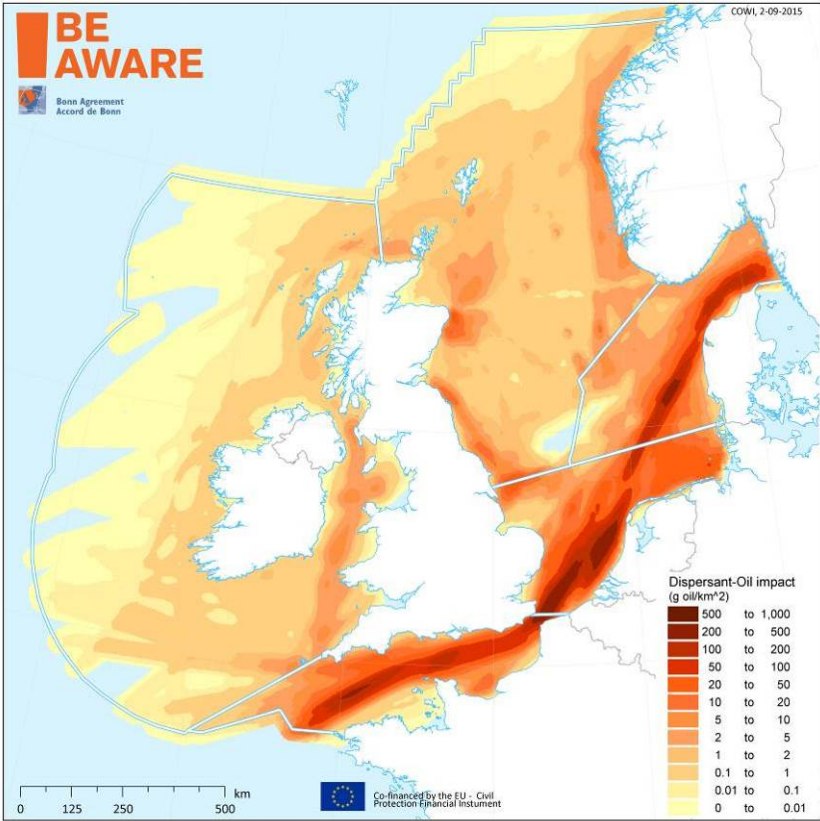 COWI, 2-09-2015
BE
AWARE
Bonn Agreement
Accord de Bonn
Dispersant-Oil impact
(g oil/km^2)
500 to 1,000
200 to 500
100 to 200
50 to 100
20 to 50
10 to 20
5 to 10
2 to 5
1 to 2
0.1 to 1
0.01 to 0.1
0 to 0.01
km
0 125 250 500
Co-financed by the EU - Civil
Protection Financial Instument